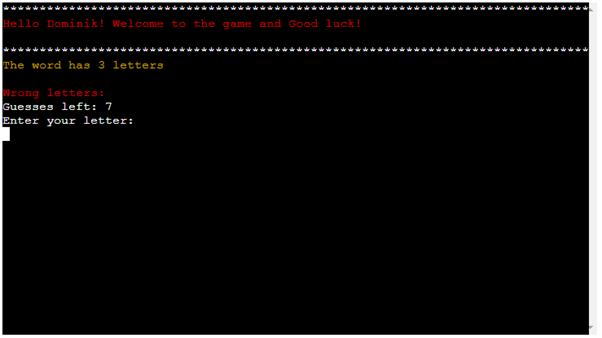 ********************************************************************************
Hello Dominik! Welcome to the game and Good luck!
********************************************************************************
The word has 3 letters
Wrong letters:
Guesses left: 7
Enter your letter: